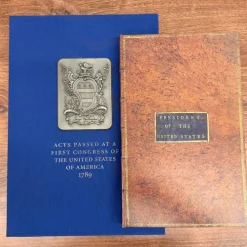 ACTS PASSED AT A
FIRST CONGRESS OF
THE UNITED STATES
OF AMERICA
1789
PRESIDENT
OF THE
UNITED STATES